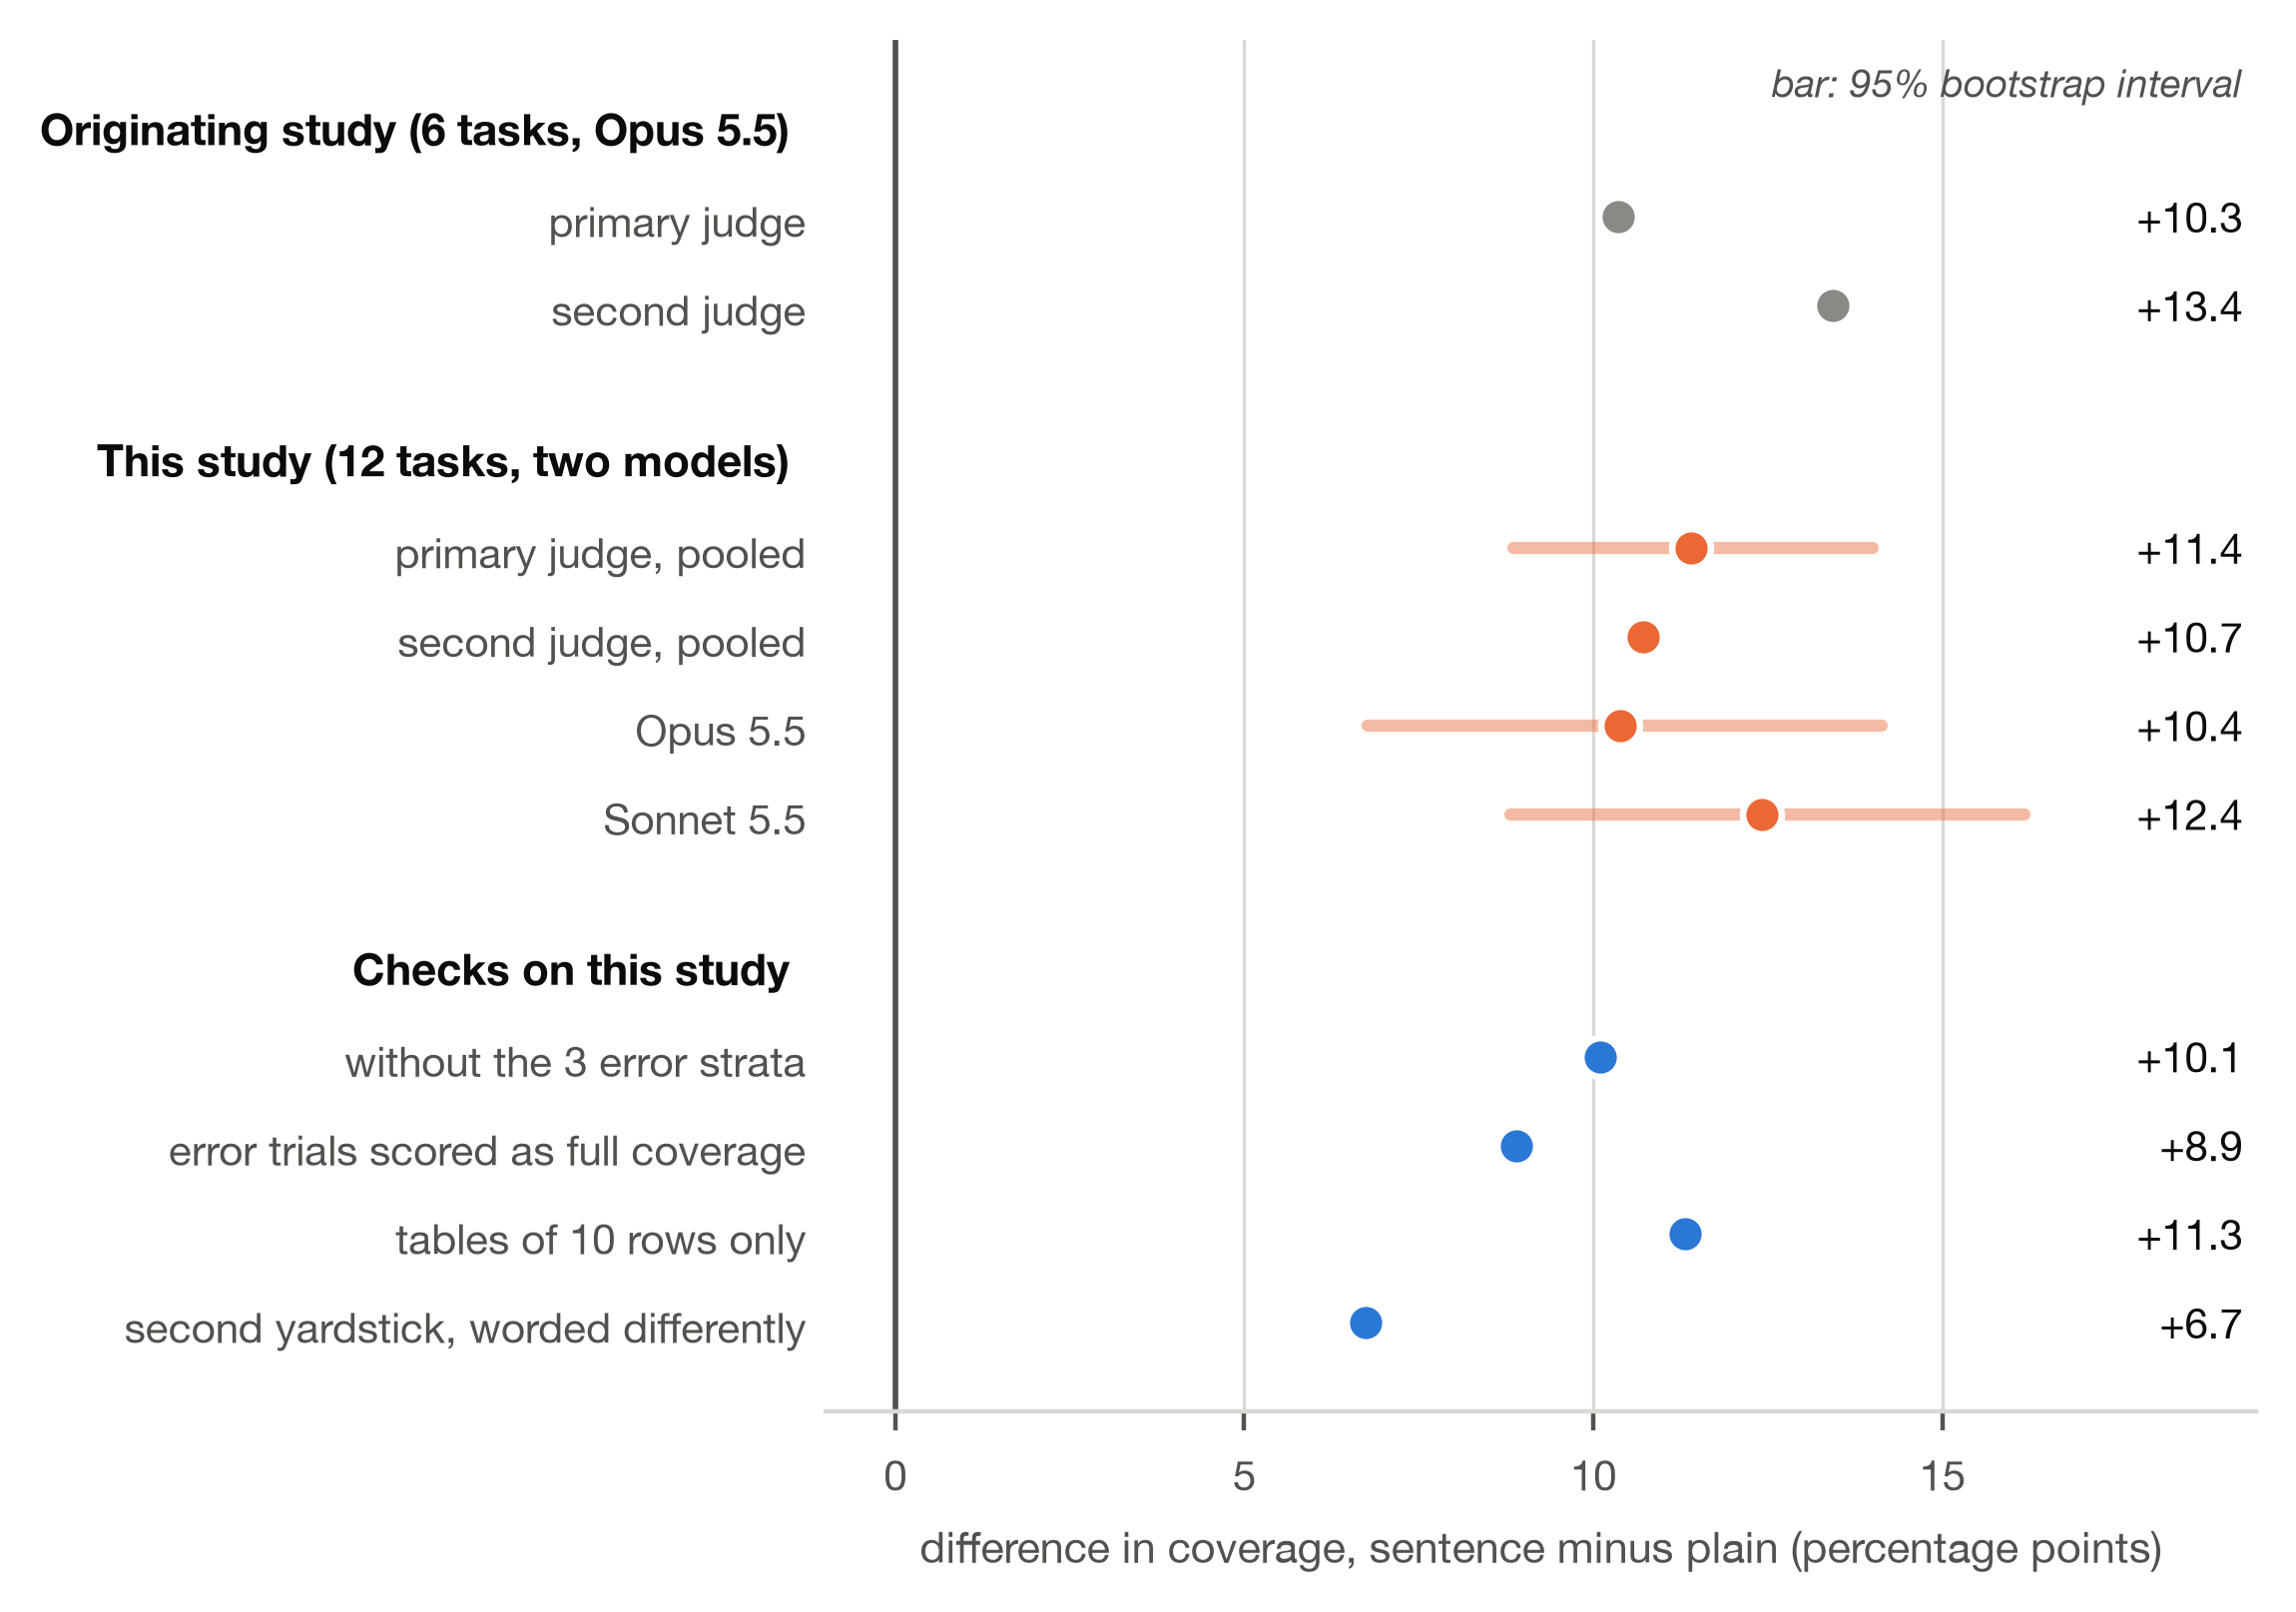 bar: 95% bootstrap interval
Originating study (6 tasks, Opus 5.5)
primary judge +10.3
second judge +13.4
This study (12 tasks, two models)
primary judge, pooled +11.4
second judge, pooled +10.7
Opus 5.5 +10.4
Sonnet 5.5 +12.4
Checks on this study
without the 3 error strata +10.1
error trials scored as full coverage +8.9
tables of 10 rows only +11.3
second yardstick, worded differently +6.7
0 5 10 15
difference in coverage, sentence minus plain (percentage points)